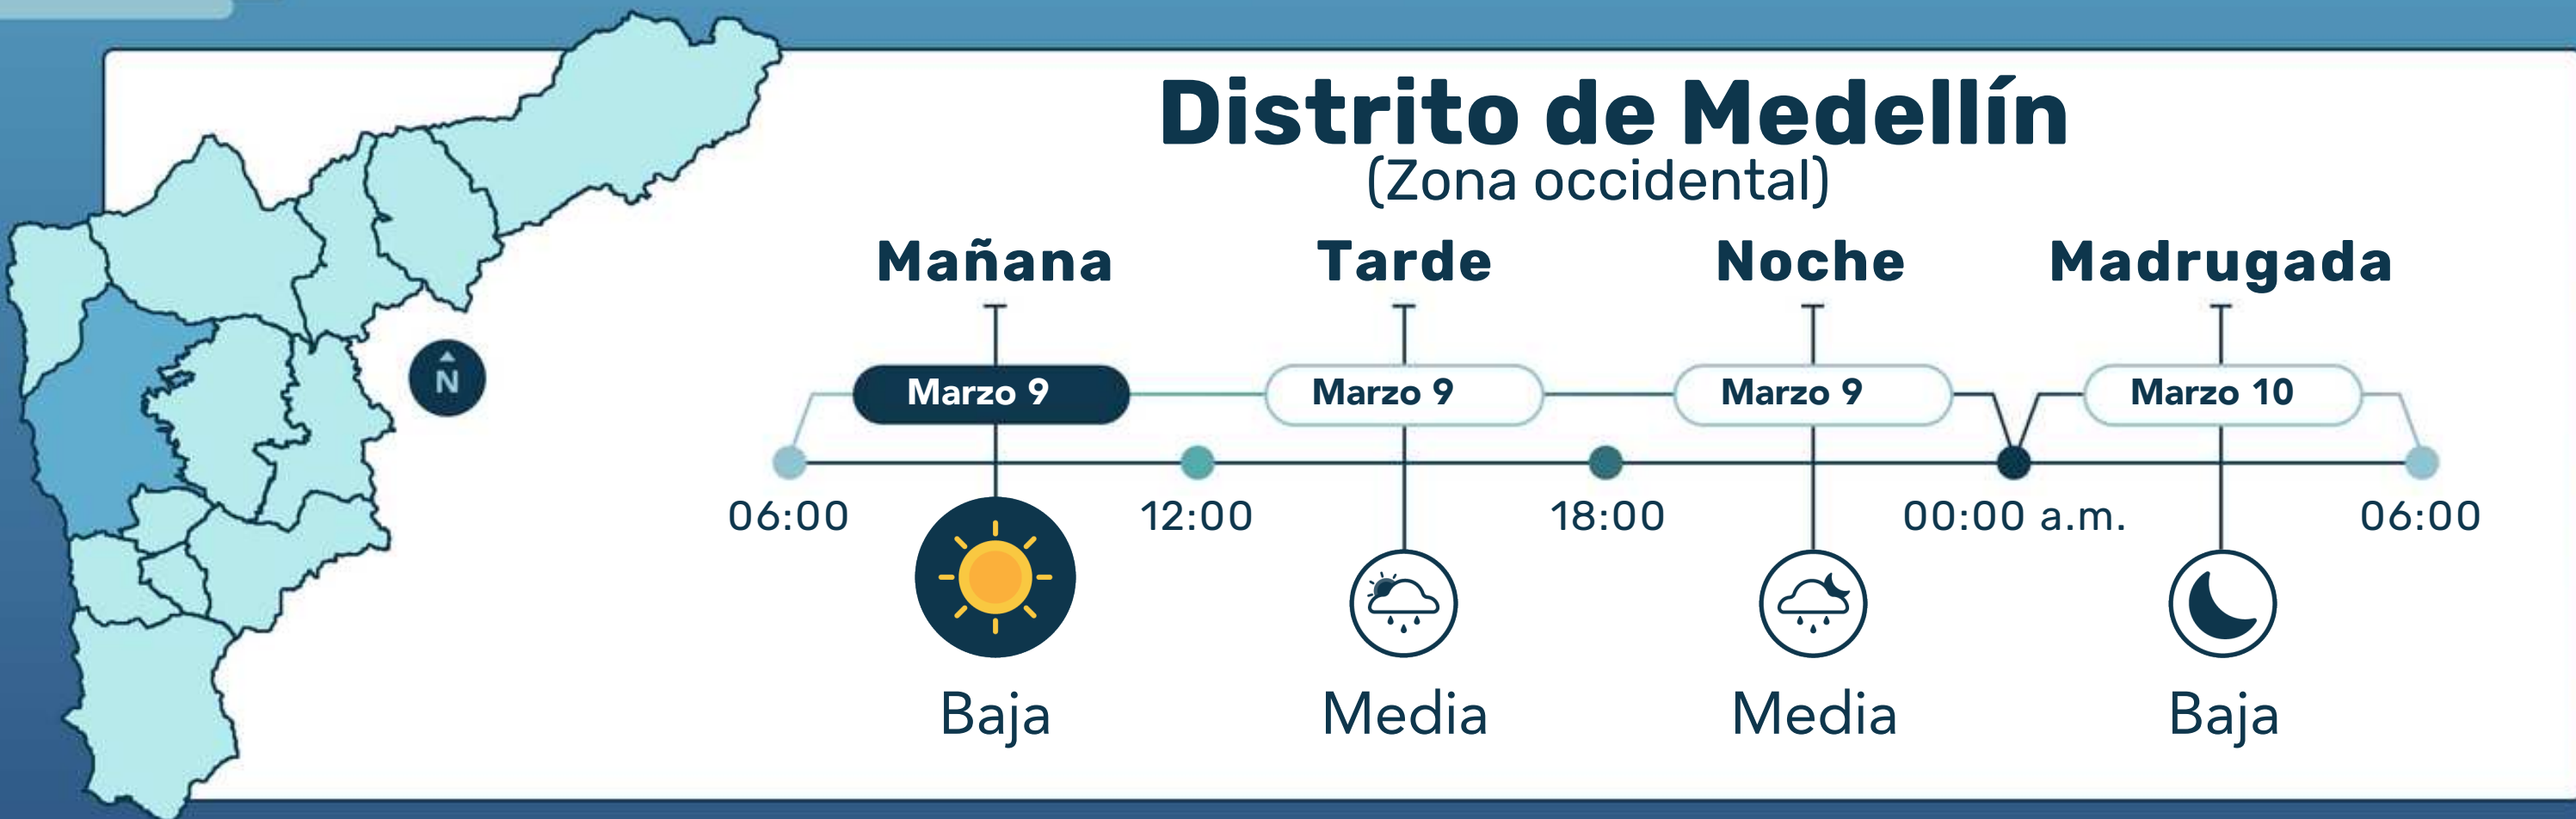 Distrito de Medellín
(Zona occidental)
Mañana Tarde Noche Madrugada
N
Marzo 9 Marzo 9 Marzo 9 Marzo 10
06:00 12:00 18:00 00:00 a.m. 06:00
Baja Media Media Baja